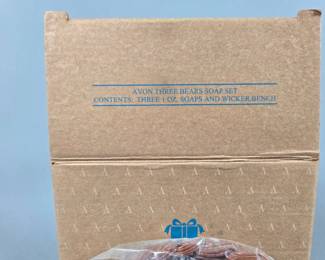 AVON THREE BEARS SOAP SET
CONTENTS: THREE 1 OZ. SOAPS AND WICKER BENCH